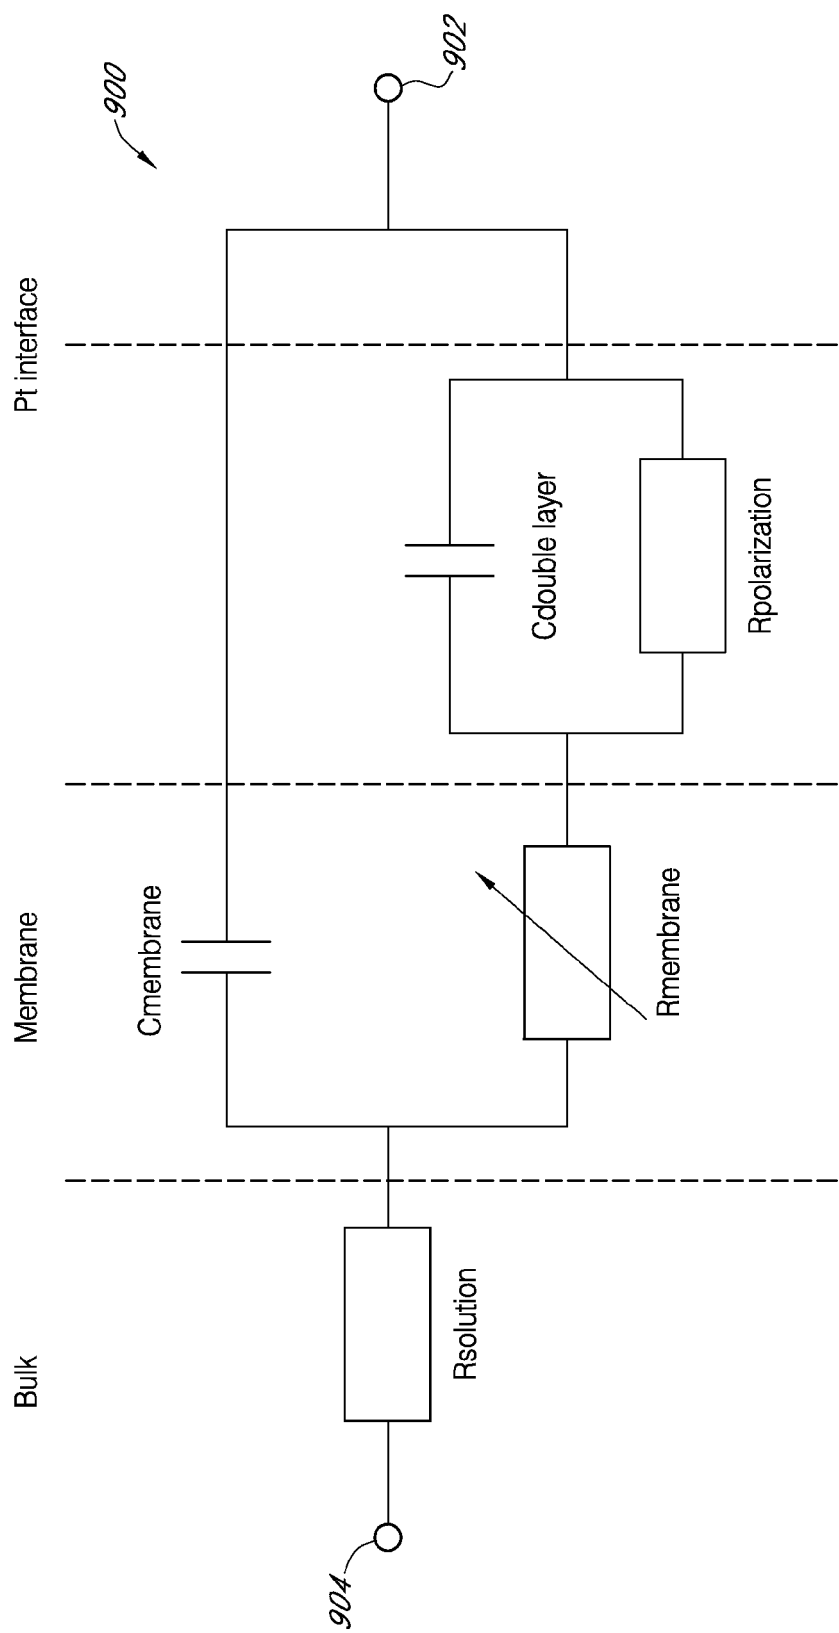 900
902
Bulk
Membrane
Pt interface
Cmembrane
Cdouble layer
904
Rsolution
Rmembrane
Rpolarization